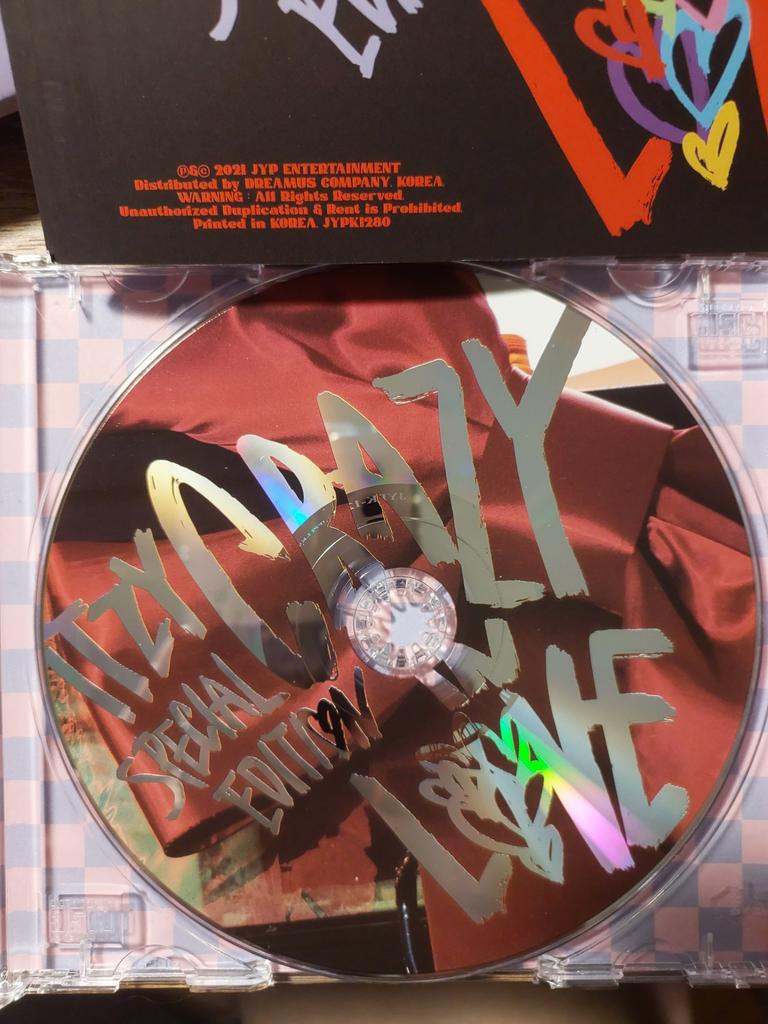 ℗&© 2021 JYP ENTERTAINMENT
Distributed by DREAMUS COMPANY. KOREA.
WARNING : All Rights Reserved.
Unauthorized Duplication & Rent is Prohibited.
Printed in KOREA. JYPK1280
CRAZY
ITZY
IN
LOVE
SPECIAL
EDITION